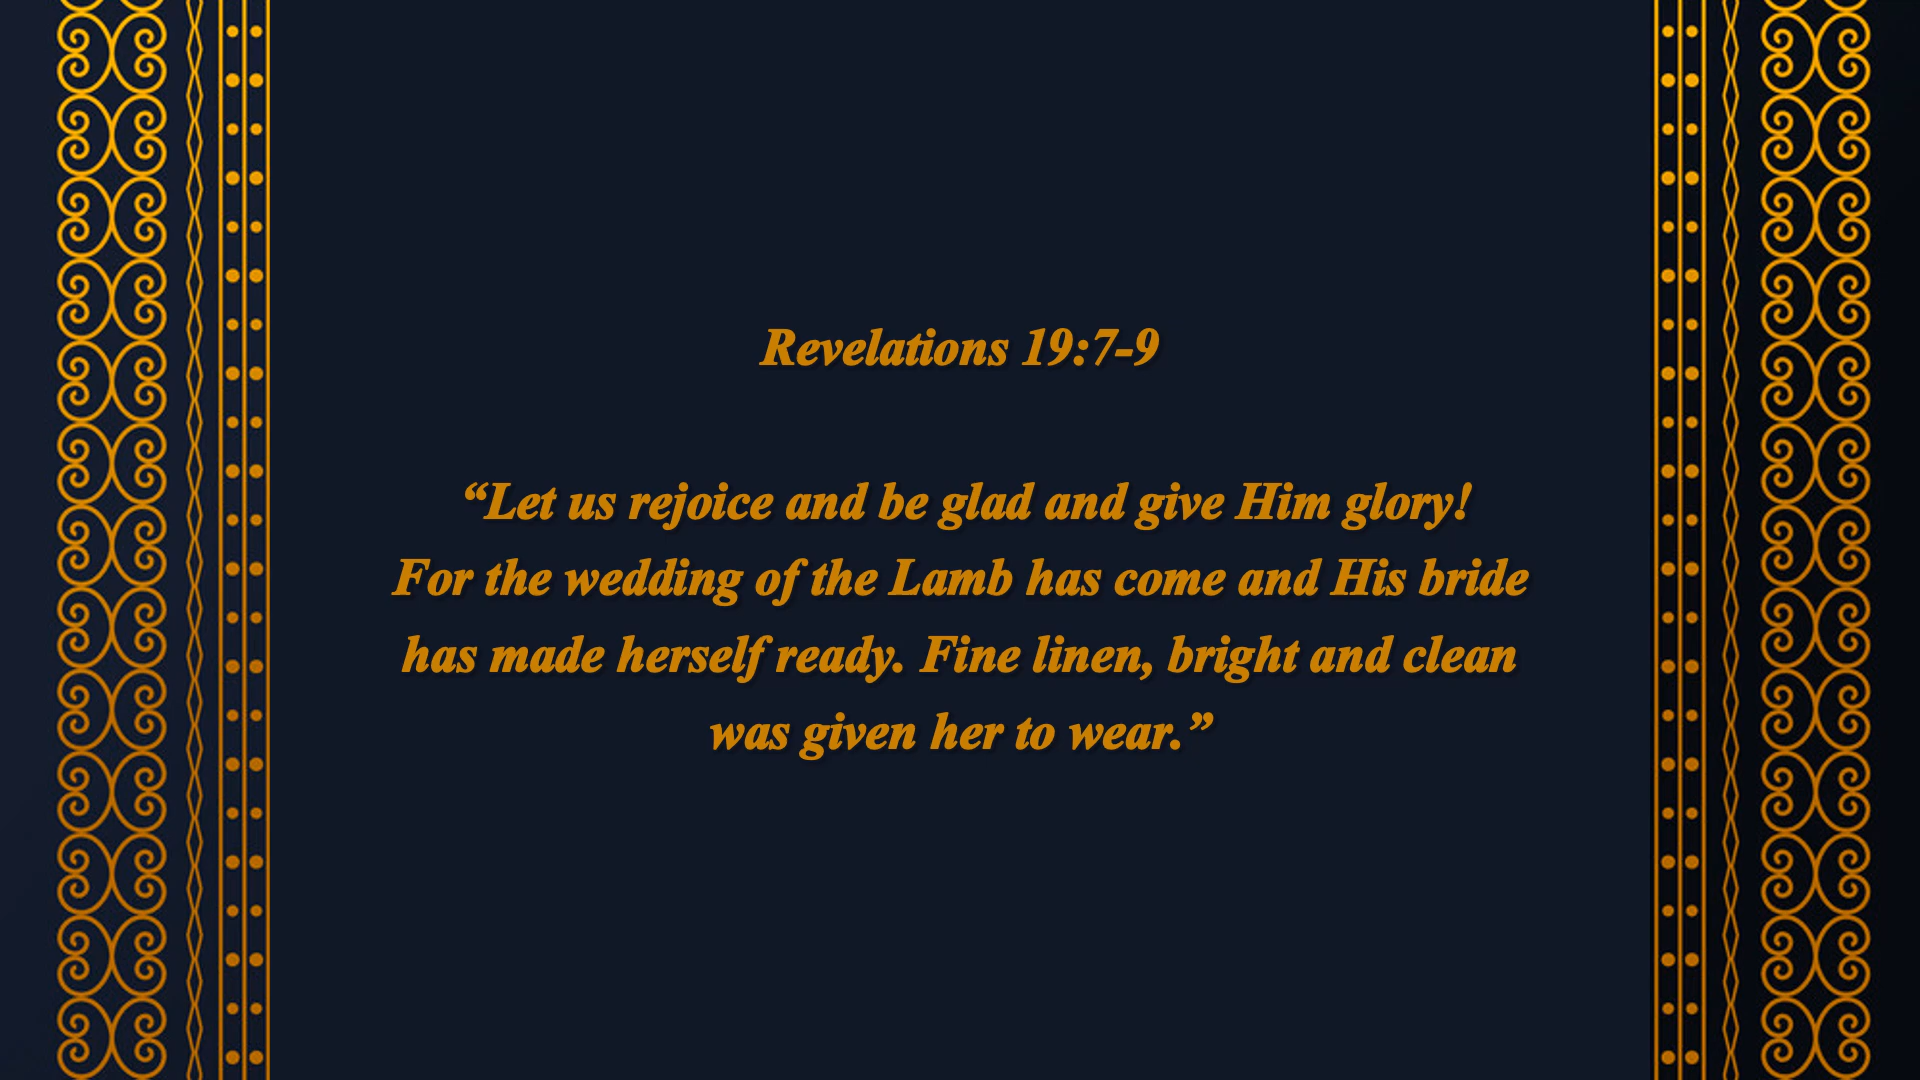 Revelations 19:7-9
“Let us rejoice and be glad and give Him glory!
For the wedding of the Lamb has come and His bride
has made herself ready. Fine linen, bright and clean
was given her to wear.”